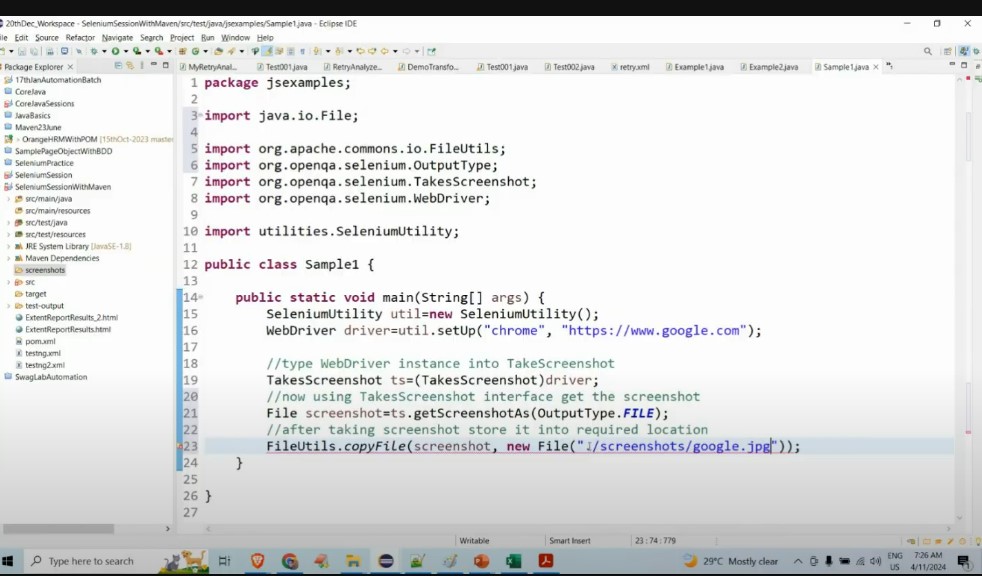 20thDec_Workspace - SeleniumSessionWithMaven/src/test/java/jsexamples/Sample1.java - Eclipse IDE
File Edit Source Refactor Navigate Search Project Run Window Help
Package Explorer
MyRetryAnal... Test001.java RetryAnalyze... DemoTransfo... Test001.java Test002.java retry.xml Example1.java Example2.java Sample1.java
17thJanAutomationBatch
CoreJava
CoreJavaSessions
JavaBasics
Maven23June
OrangeHRMWithPOM [15thOct-2023 master
SamplePageObjectWithBDD
SeleniumPractice
SeleniumSession
SeleniumSessionWithMaven
src/main/java
src/main/resources
src/test/java
src/test/resources
JRE System Library [JavaSE-1.8]
Maven Dependencies
screenshots
src
target
test-output
ExtentReportResults_2.html
ExtentReportResults.html
pom.xml
testng.xml
testng2.xml
SwagLabAutomation
1 package jsexamples;
2
3 import java.io.File;
4
5 import org.apache.commons.io.FileUtils;
6 import org.openqa.selenium.OutputType;
7 import org.openqa.selenium.TakesScreenshot;
8 import org.openqa.selenium.WebDriver;
9
10 import utilities.SeleniumUtility;
11
12 public class Sample1 {
13
14 public static void main(String[] args) {
15 SeleniumUtility util=new SeleniumUtility();
16 WebDriver driver=util.setUp("chrome", "https://www.google.com");
17
18 //type WebDriver instance into TakeScreenshot
19 TakesScreenshot ts=(TakesScreenshot)driver;
20 //now using TakesScreenshot interface get the screenshot
21 File screenshot=ts.getScreenshotAs(OutputType.FILE);
22 //after taking screenshot store it into required location
23 FileUtils.copyFile(screenshot, new File("./screenshots/google.jpg"));
24 }
25
26 }
27
Writable Smart Insert 23 : 74 : 779
Type here to search
29°C Mostly clear
ENG
US
7:26 AM
4/11/2024